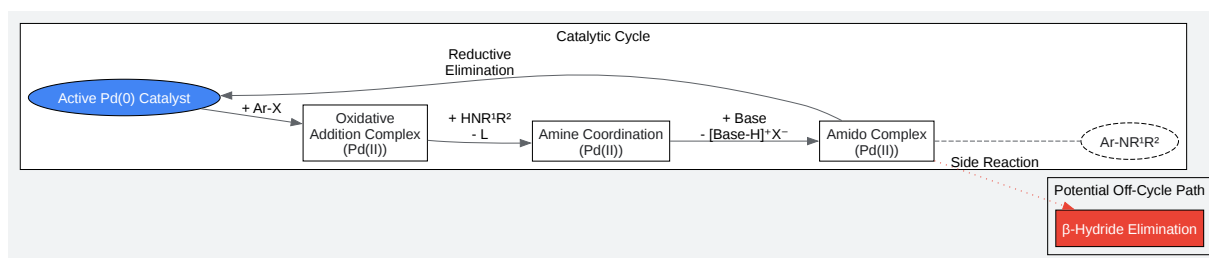 Catalytic Cycle
Reductive
Elimination
Active Pd(0) Catalyst
+ Ar-X
Oxidative
Addition Complex
(Pd(II))
+ HNR¹R²
- L
Amine Coordination
(Pd(II))
+ Base
- [Base-H]⁺X⁻
Amido Complex
(Pd(II))
Ar-NR¹R²
Side Reaction
Potential Off-Cycle Path
β-Hydride Elimination